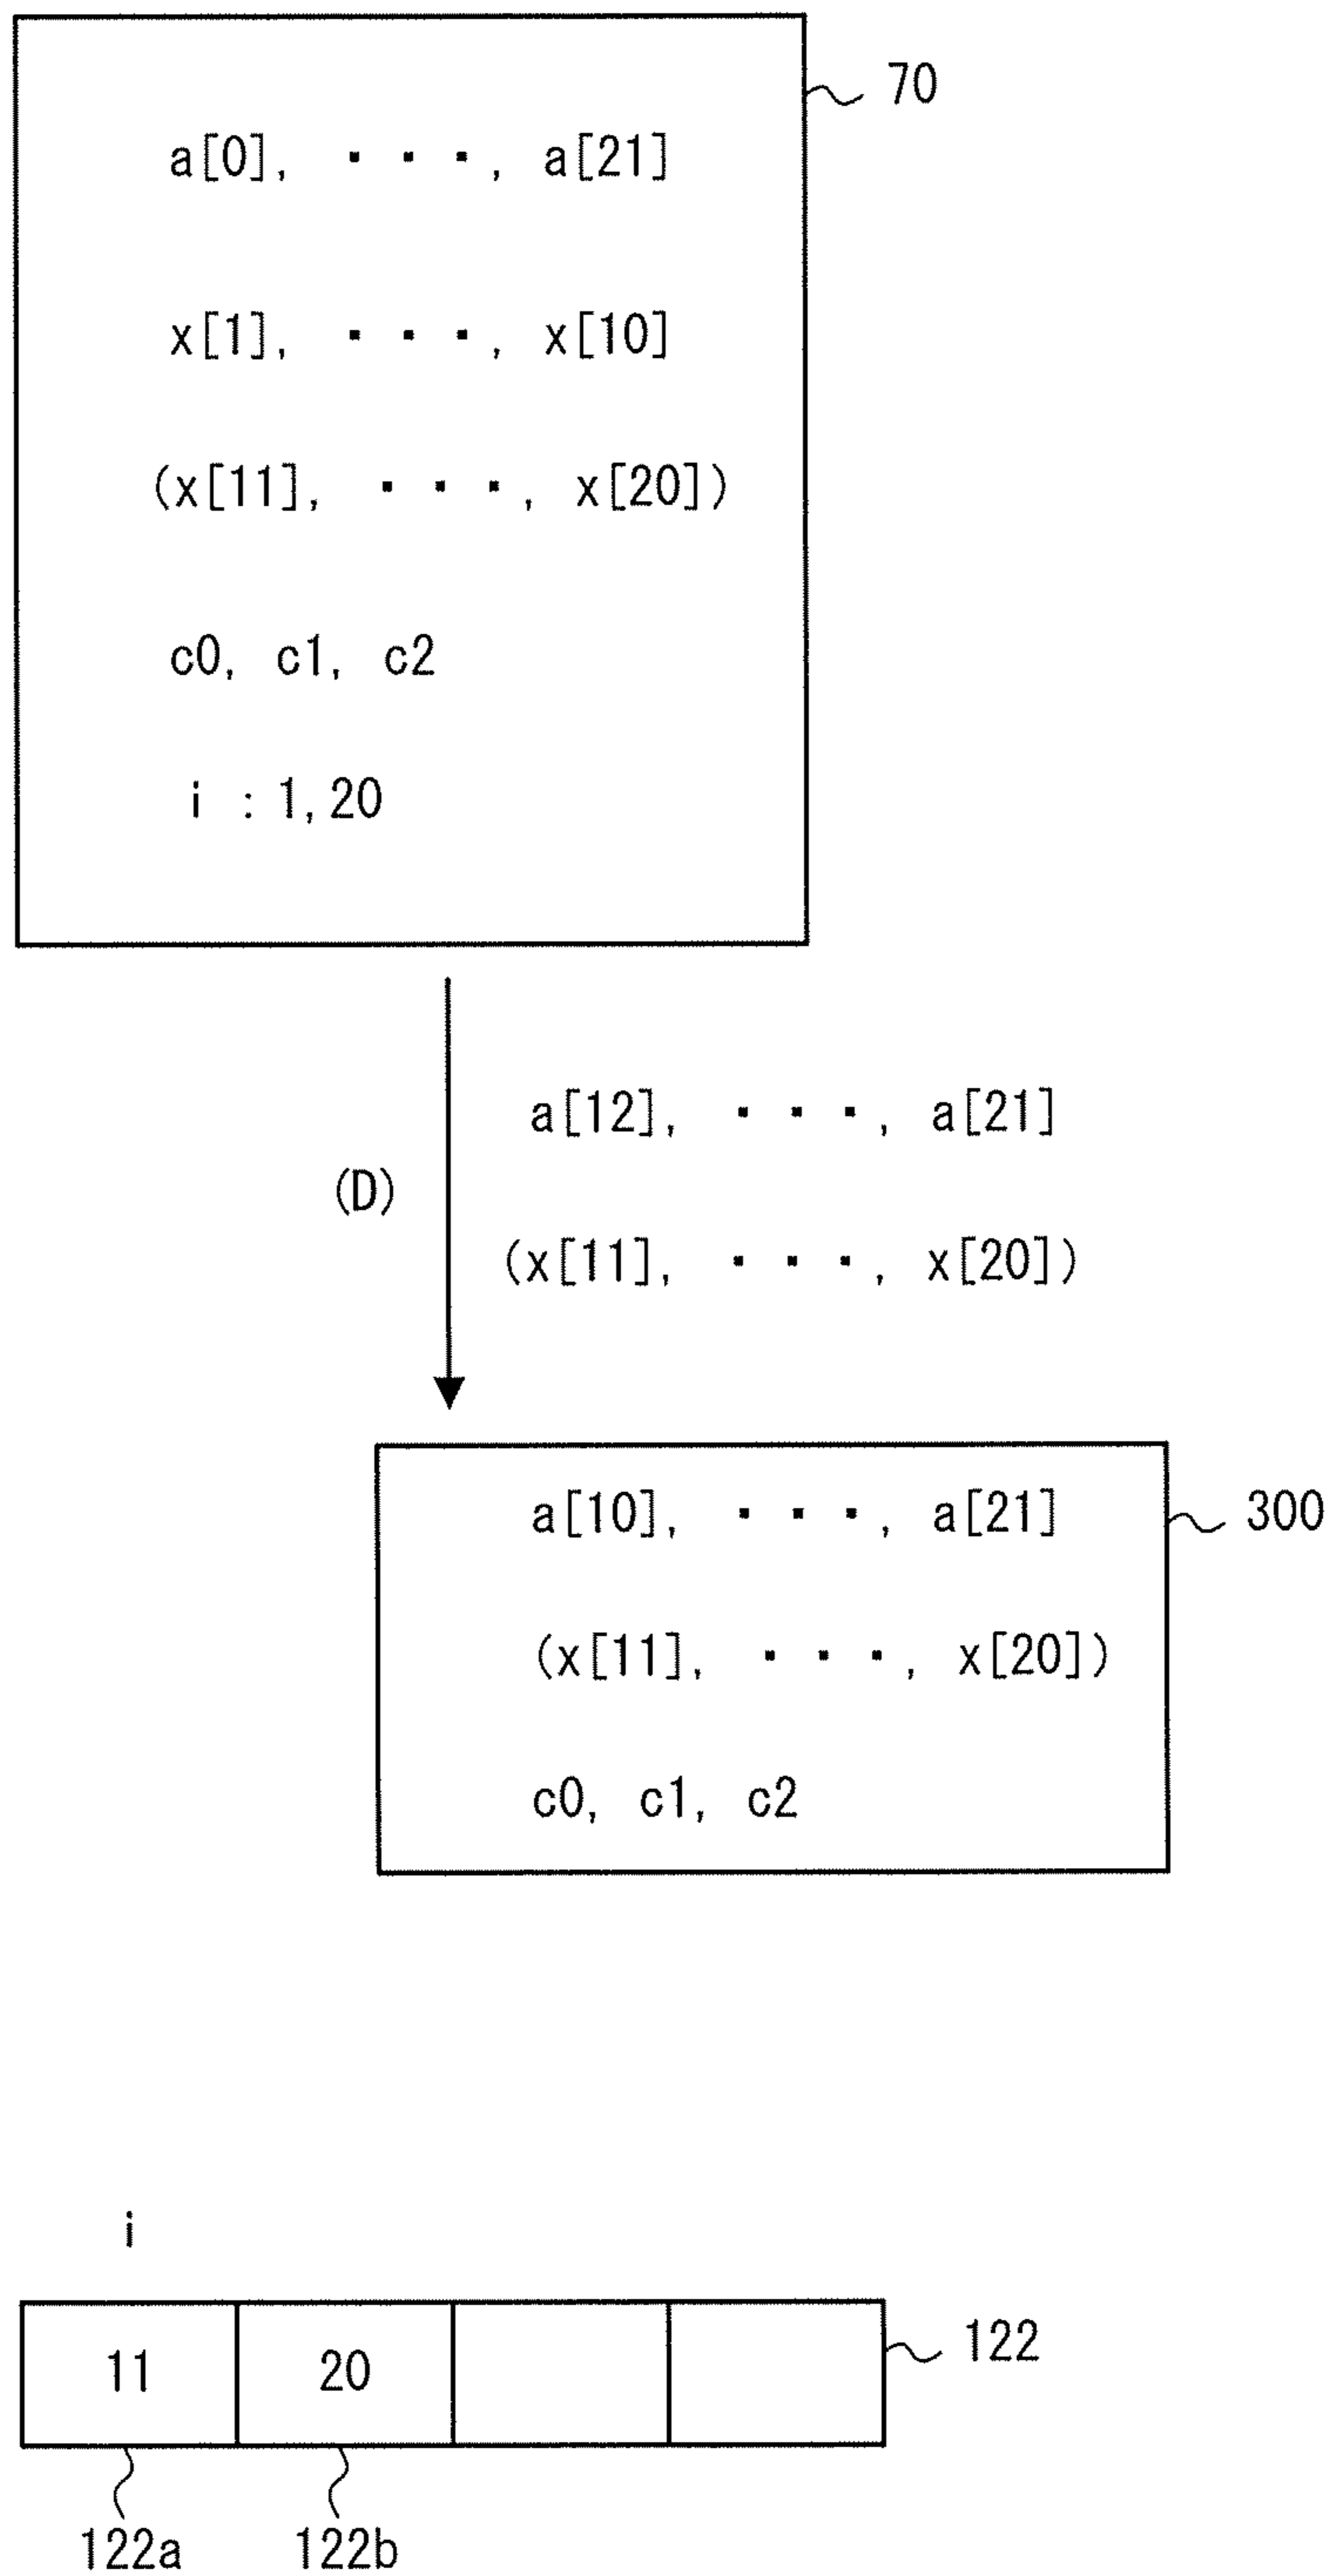 70
a[0], ・・・, a[21]
x[1], ・・・, x[10]
(x[11], ・・・, x[20])
c0, c1, c2
i : 1,20
a[12], ・・・, a[21]
(D)
(x[11], ・・・, x[20])
a[10], ・・・, a[21]
300
(x[11], ・・・, x[20])
c0, c1, c2
i
11 20
122
122a 122b